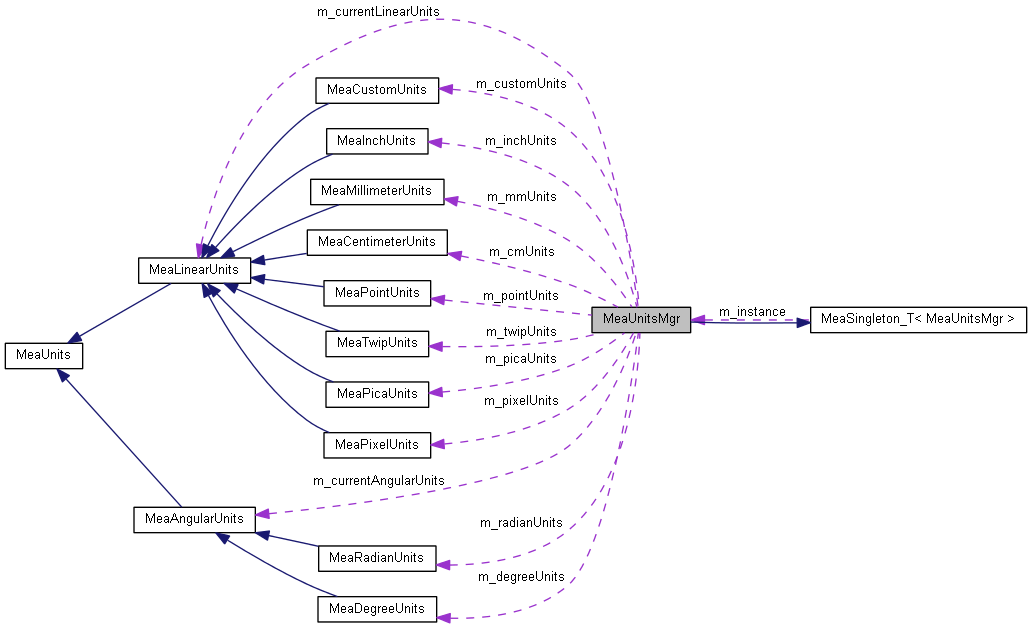 m_currentLinearUnits
m_customUnits
MeaCustomUnits
m_inchUnits
MeaInchUnits
MeaMillimeterUnits
m_mmUnits
MeaCentimeterUnits
m_cmUnits
MeaLinearUnits
MeaPointUnits
m_pointUnits
MeaUnitsMgr
m_instance
MeaSingleton_T< MeaUnitsMgr >
m_twipUnits
MeaTwipUnits
MeaUnits
m_picaUnits
MeaPicaUnits
m_pixelUnits
MeaPixelUnits
m_currentAngularUnits
MeaAngularUnits
m_radianUnits
MeaRadianUnits
m_degreeUnits
MeaDegreeUnits